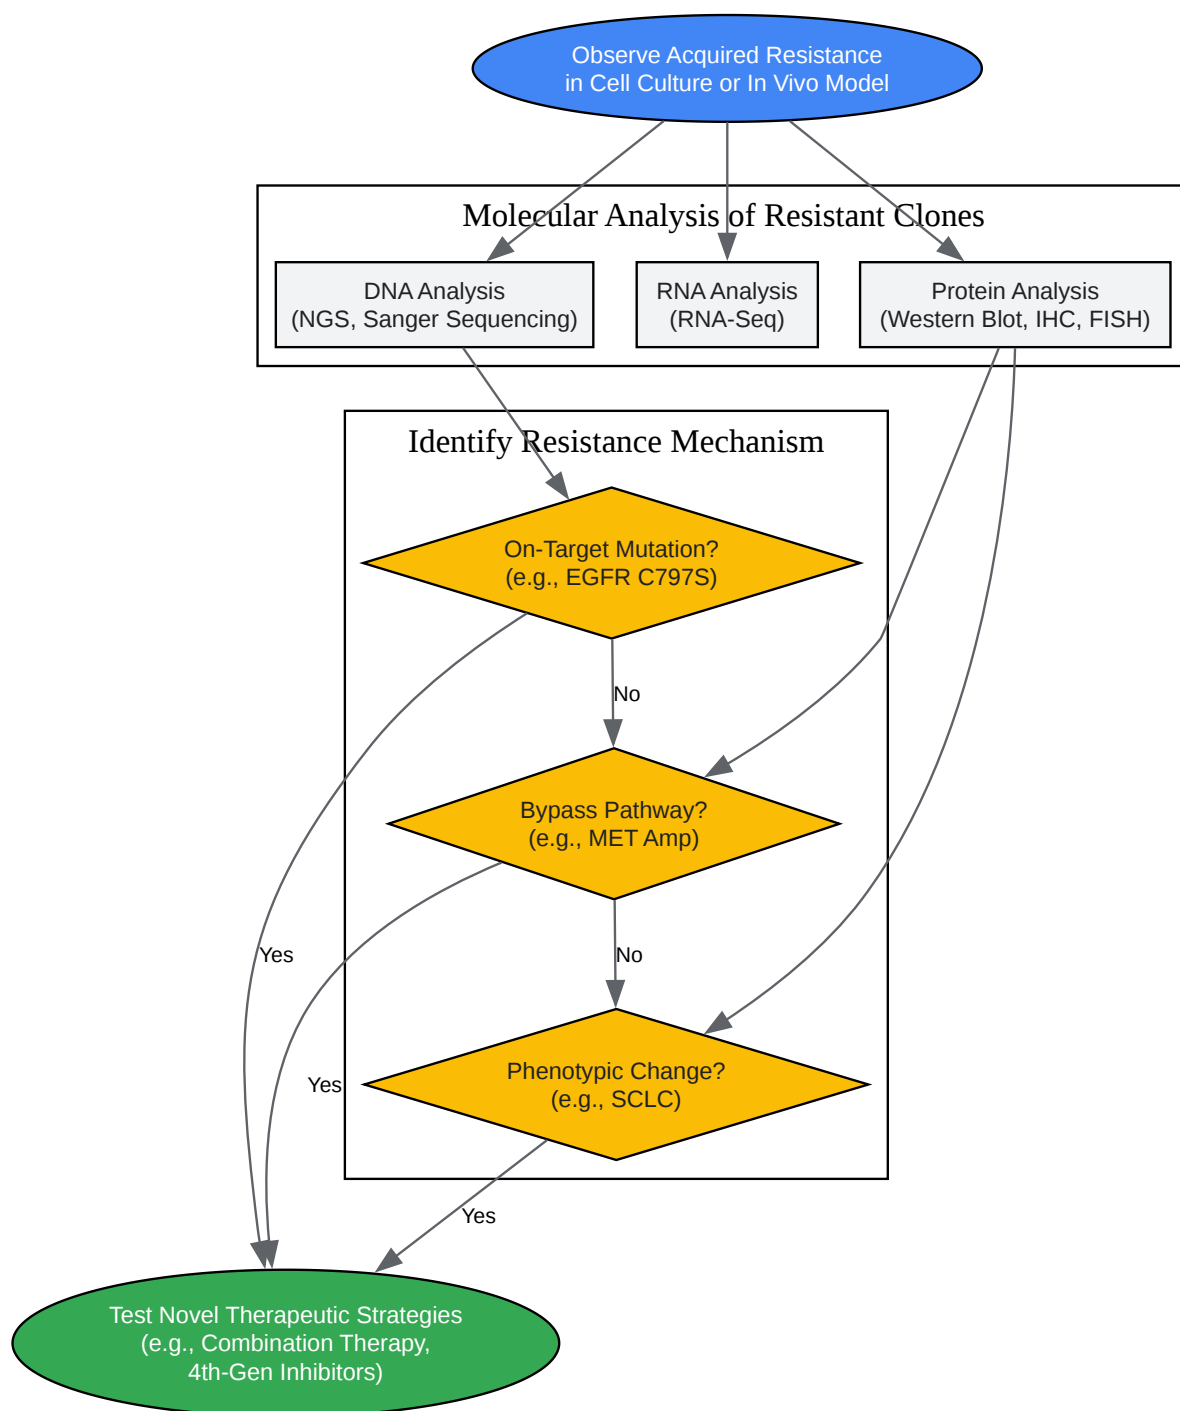 Observe Acquired Resistance
in Cell Culture or In Vivo Model
Molecular Analysis of Resistant Clones
DNA Analysis
(NGS, Sanger Sequencing)
RNA Analysis
(RNA-Seq)
Protein Analysis
(Western Blot, IHC, FISH)
Identify Resistance Mechanism
On-Target Mutation?
(e.g., EGFR C797S)
No
Bypass Pathway?
(e.g., MET Amp)
Yes
No
Phenotypic Change?
(e.g., SCLC)
Yes
Yes
Test Novel Therapeutic Strategies
(e.g., Combination Therapy,
4th-Gen Inhibitors)